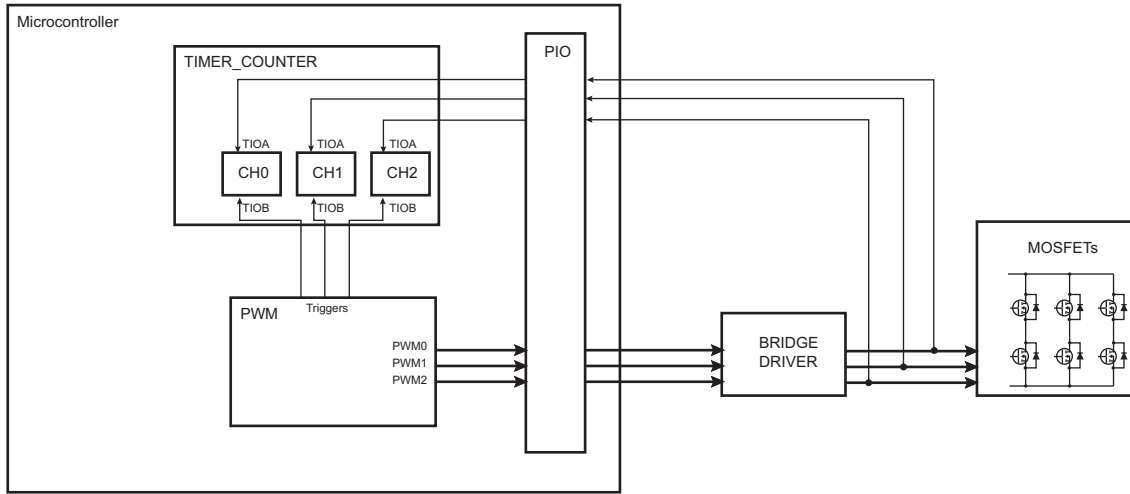 Microcontroller
PIO
TIMER_COUNTER
TIOA
TIOA
TIOA
CH0
CH1
CH2
TIOB
TIOB
TIOB
MOSFETs
Triggers
PWM
BRIDGE
DRIVER
PWM0
PWM1
PWM2